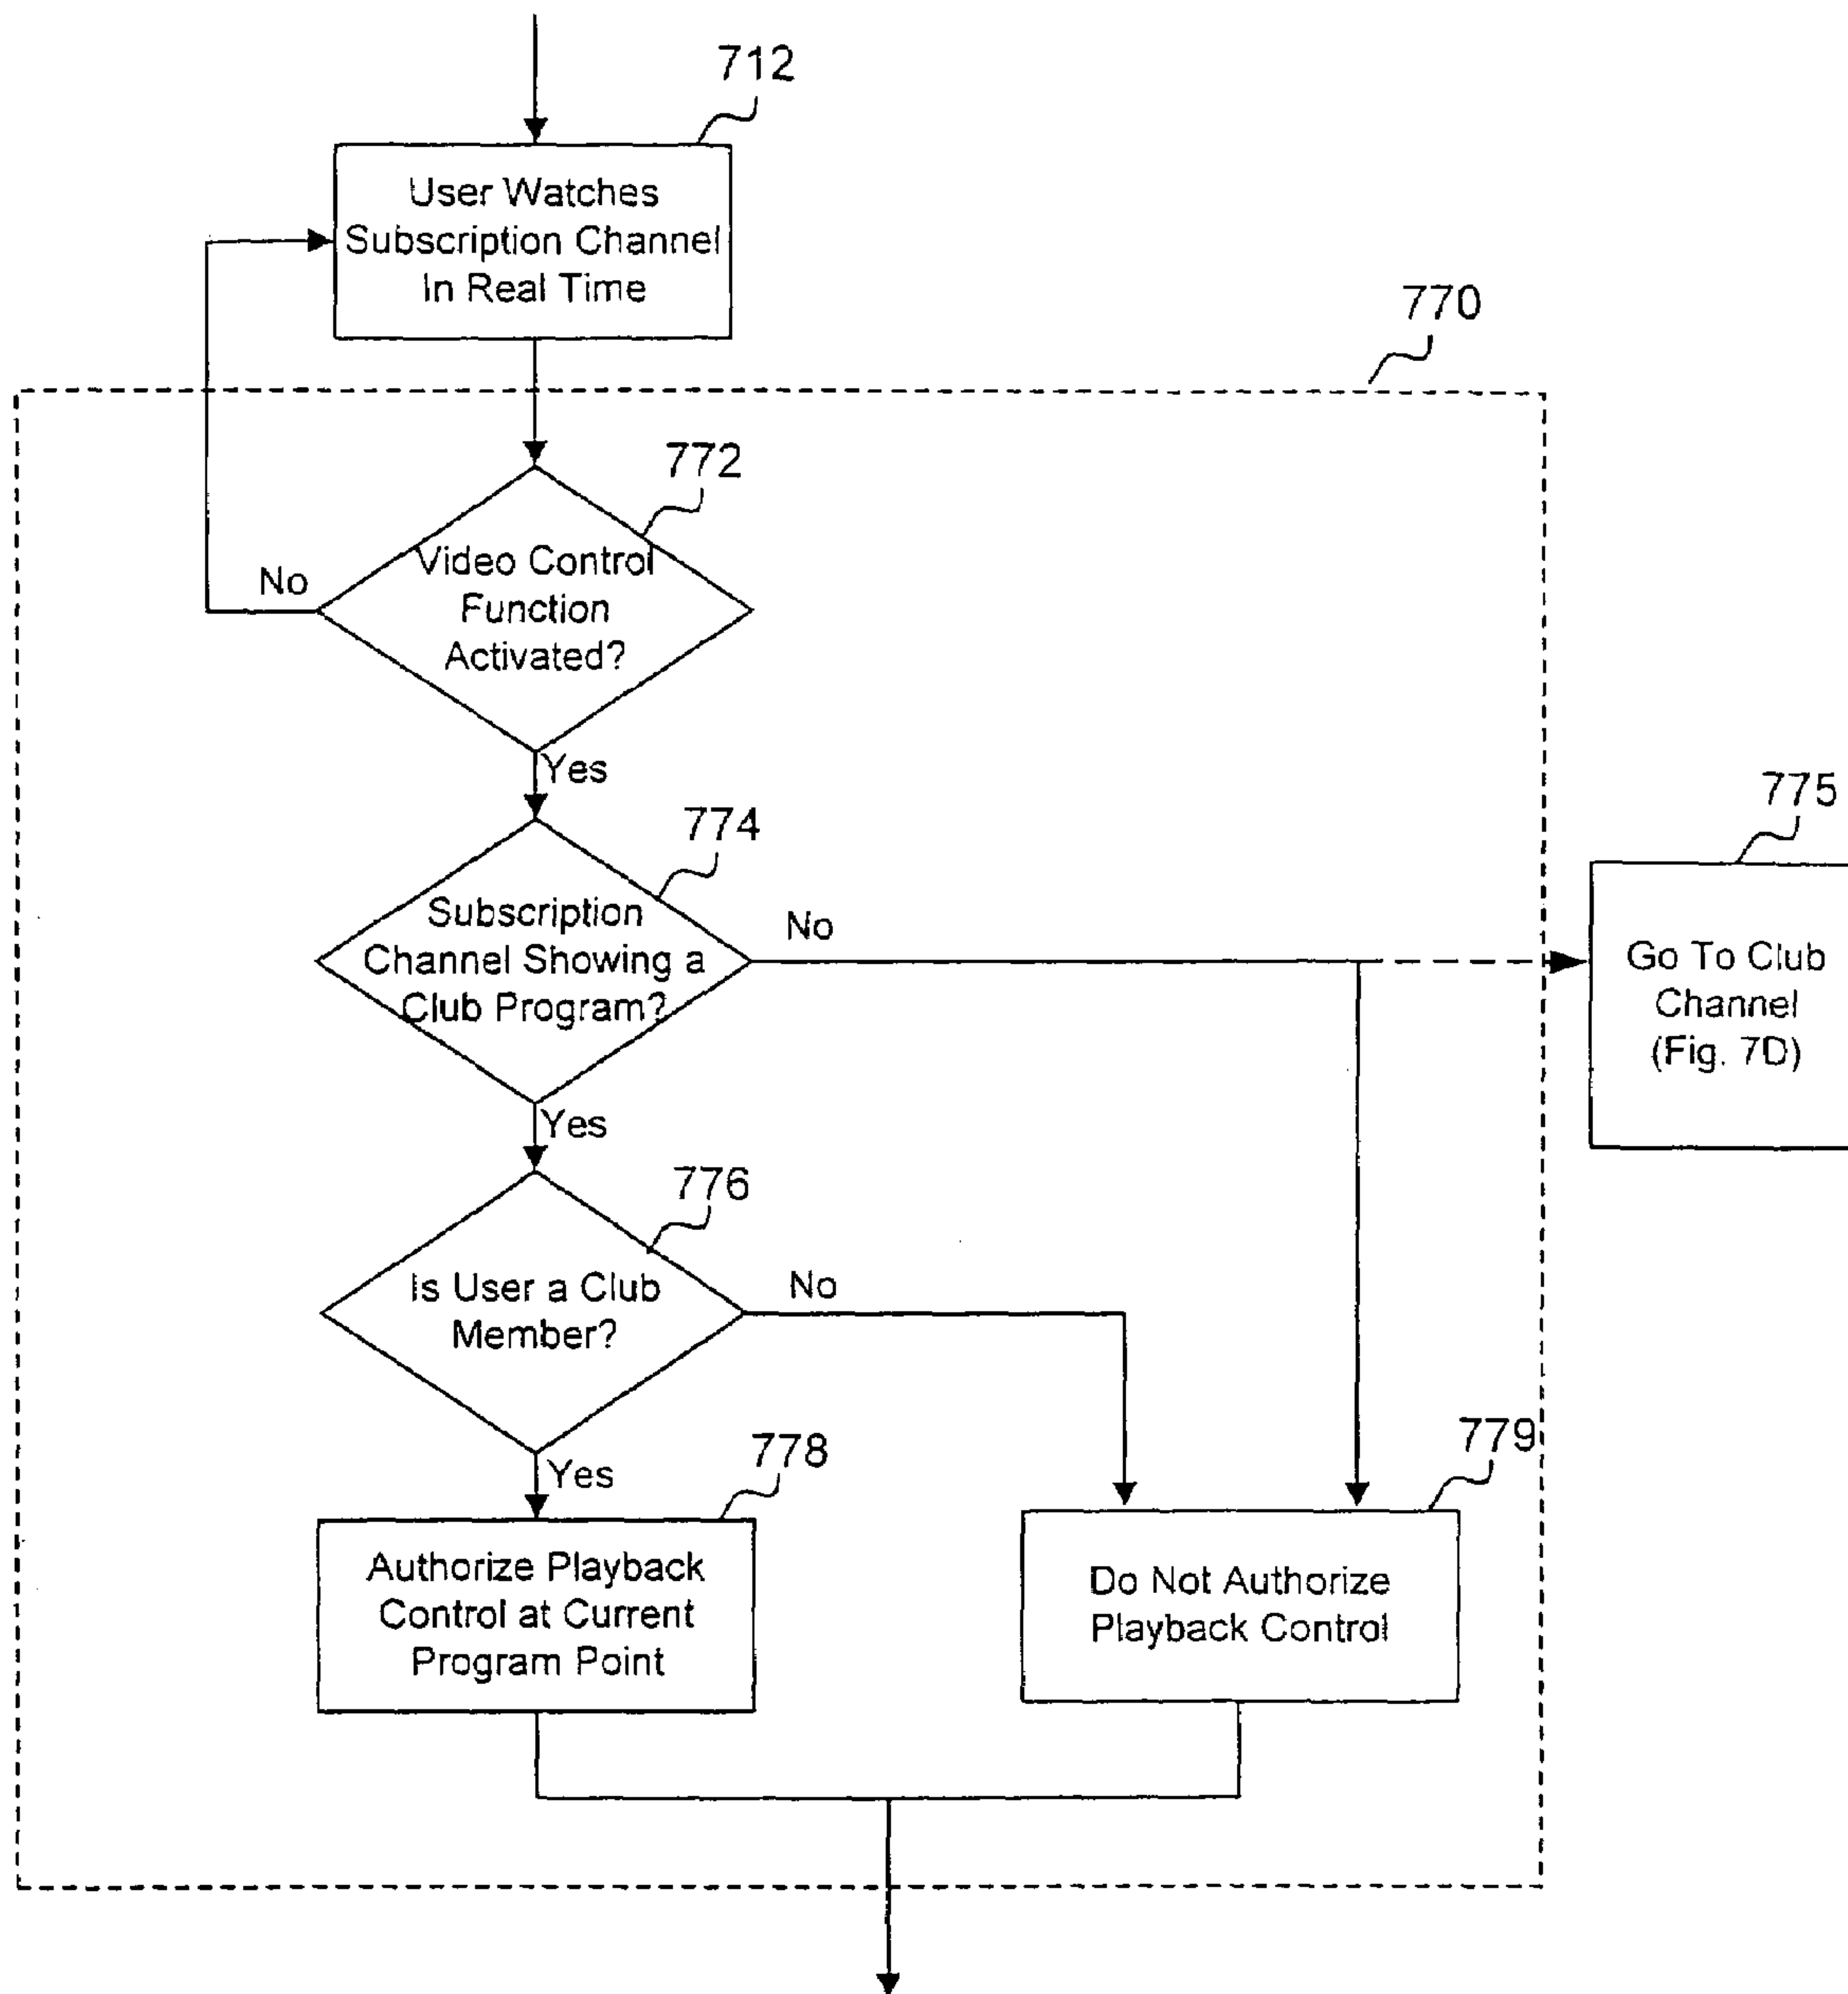 712
User Watches
Subscription Channel
In Real Time
770
772
Video Control
Function
Activated?
No
Yes
774
Subscription
Channel Showing a
Club Program?
No
775
Go To Club
Channel
(Fig. 7D)
Yes
776
Is User a Club
Member?
No
Yes
778
Authorize Playback
Control at Current
Program Point
779
Do Not Authorize
Playback Control